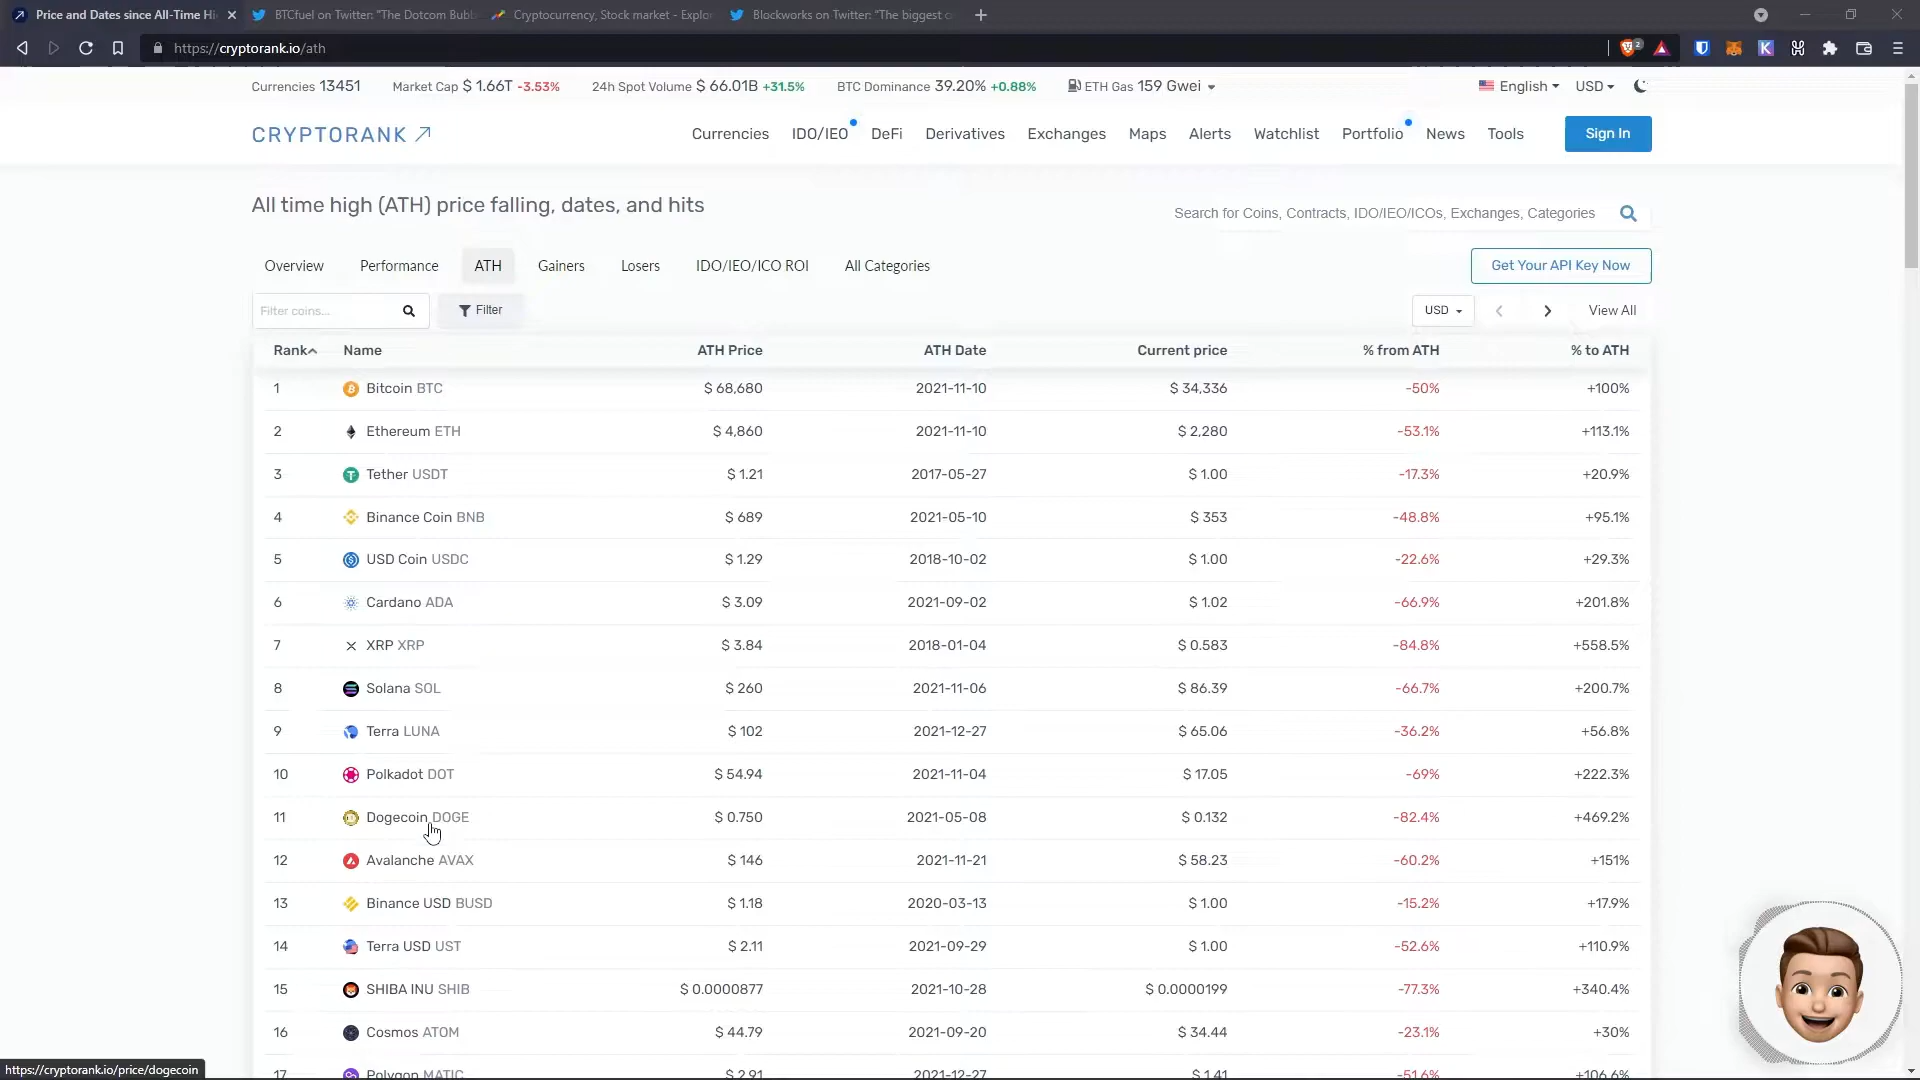 Price and Dates since All-Time Hi
BTCfuel on Twitter: "The Dotcom Bubb
Cryptocurrency, Stock market - Explor
Blockworks on Twitter: "The biggest c
https://cryptorank.io/ath
2
Currencies 13451 Market Cap $ 1.66T -3.53% 24h Spot Volume $ 66.01B +31.5% BTC Dominance 39.20% +0.88% ETH Gas 159 Gwei English USD
CRYPTORANK Currencies IDO/IEO DeFi Derivatives Exchanges Maps Alerts Watchlist Portfolio News Tools Sign In
All time high (ATH) price falling, dates, and hits
Search for Coins, Contracts, IDO/IEO/ICOs, Exchanges, Categories
Overview Performance ATH Gainers Losers IDO/IEO/ICO ROI All Categories Get Your API Key Now
Filter coins... Filter USD View All
Rank Name ATH Price ATH Date Current price % from ATH % to ATH
1 Bitcoin BTC $ 68,680 2021-11-10 $ 34,336 -50% +100%
2 Ethereum ETH $ 4,860 2021-11-10 $ 2,280 -53.1% +113.1%
3 Tether USDT $ 1.21 2017-05-27 $ 1.00 -17.3% +20.9%
4 Binance Coin BNB $ 689 2021-05-10 $ 353 -48.8% +95.1%
5 USD Coin USDC $ 1.29 2018-10-02 $ 1.00 -22.6% +29.3%
6 Cardano ADA $ 3.09 2021-09-02 $ 1.02 -66.9% +201.8%
7 XRP XRP $ 3.84 2018-01-04 $ 0.583 -84.8% +558.5%
8 Solana SOL $ 260 2021-11-06 $ 86.39 -66.7% +200.7%
9 Terra LUNA $ 102 2021-12-27 $ 65.06 -36.2% +56.8%
10 Polkadot DOT $ 54.94 2021-11-04 $ 17.05 -69% +222.3%
11 Dogecoin DOGE $ 0.750 2021-05-08 $ 0.132 -82.4% +469.2%
12 Avalanche AVAX $ 146 2021-11-21 $ 58.23 -60.2% +151%
13 Binance USD BUSD $ 1.18 2020-03-13 $ 1.00 -15.2% +17.9%
14 Terra USD UST $ 2.11 2021-09-29 $ 1.00 -52.6% +110.9%
15 SHIBA INU SHIB $ 0.0000877 2021-10-28 $ 0.0000199 -77.3% +340.4%
16 Cosmos ATOM $ 44.79 2021-09-20 $ 34.44 -23.1% +30%
17 Polygon MATIC $ 2.91 2021-12-27 $ 1.41 -51.6% +106.6%
https://cryptorank.io/price/dogecoin